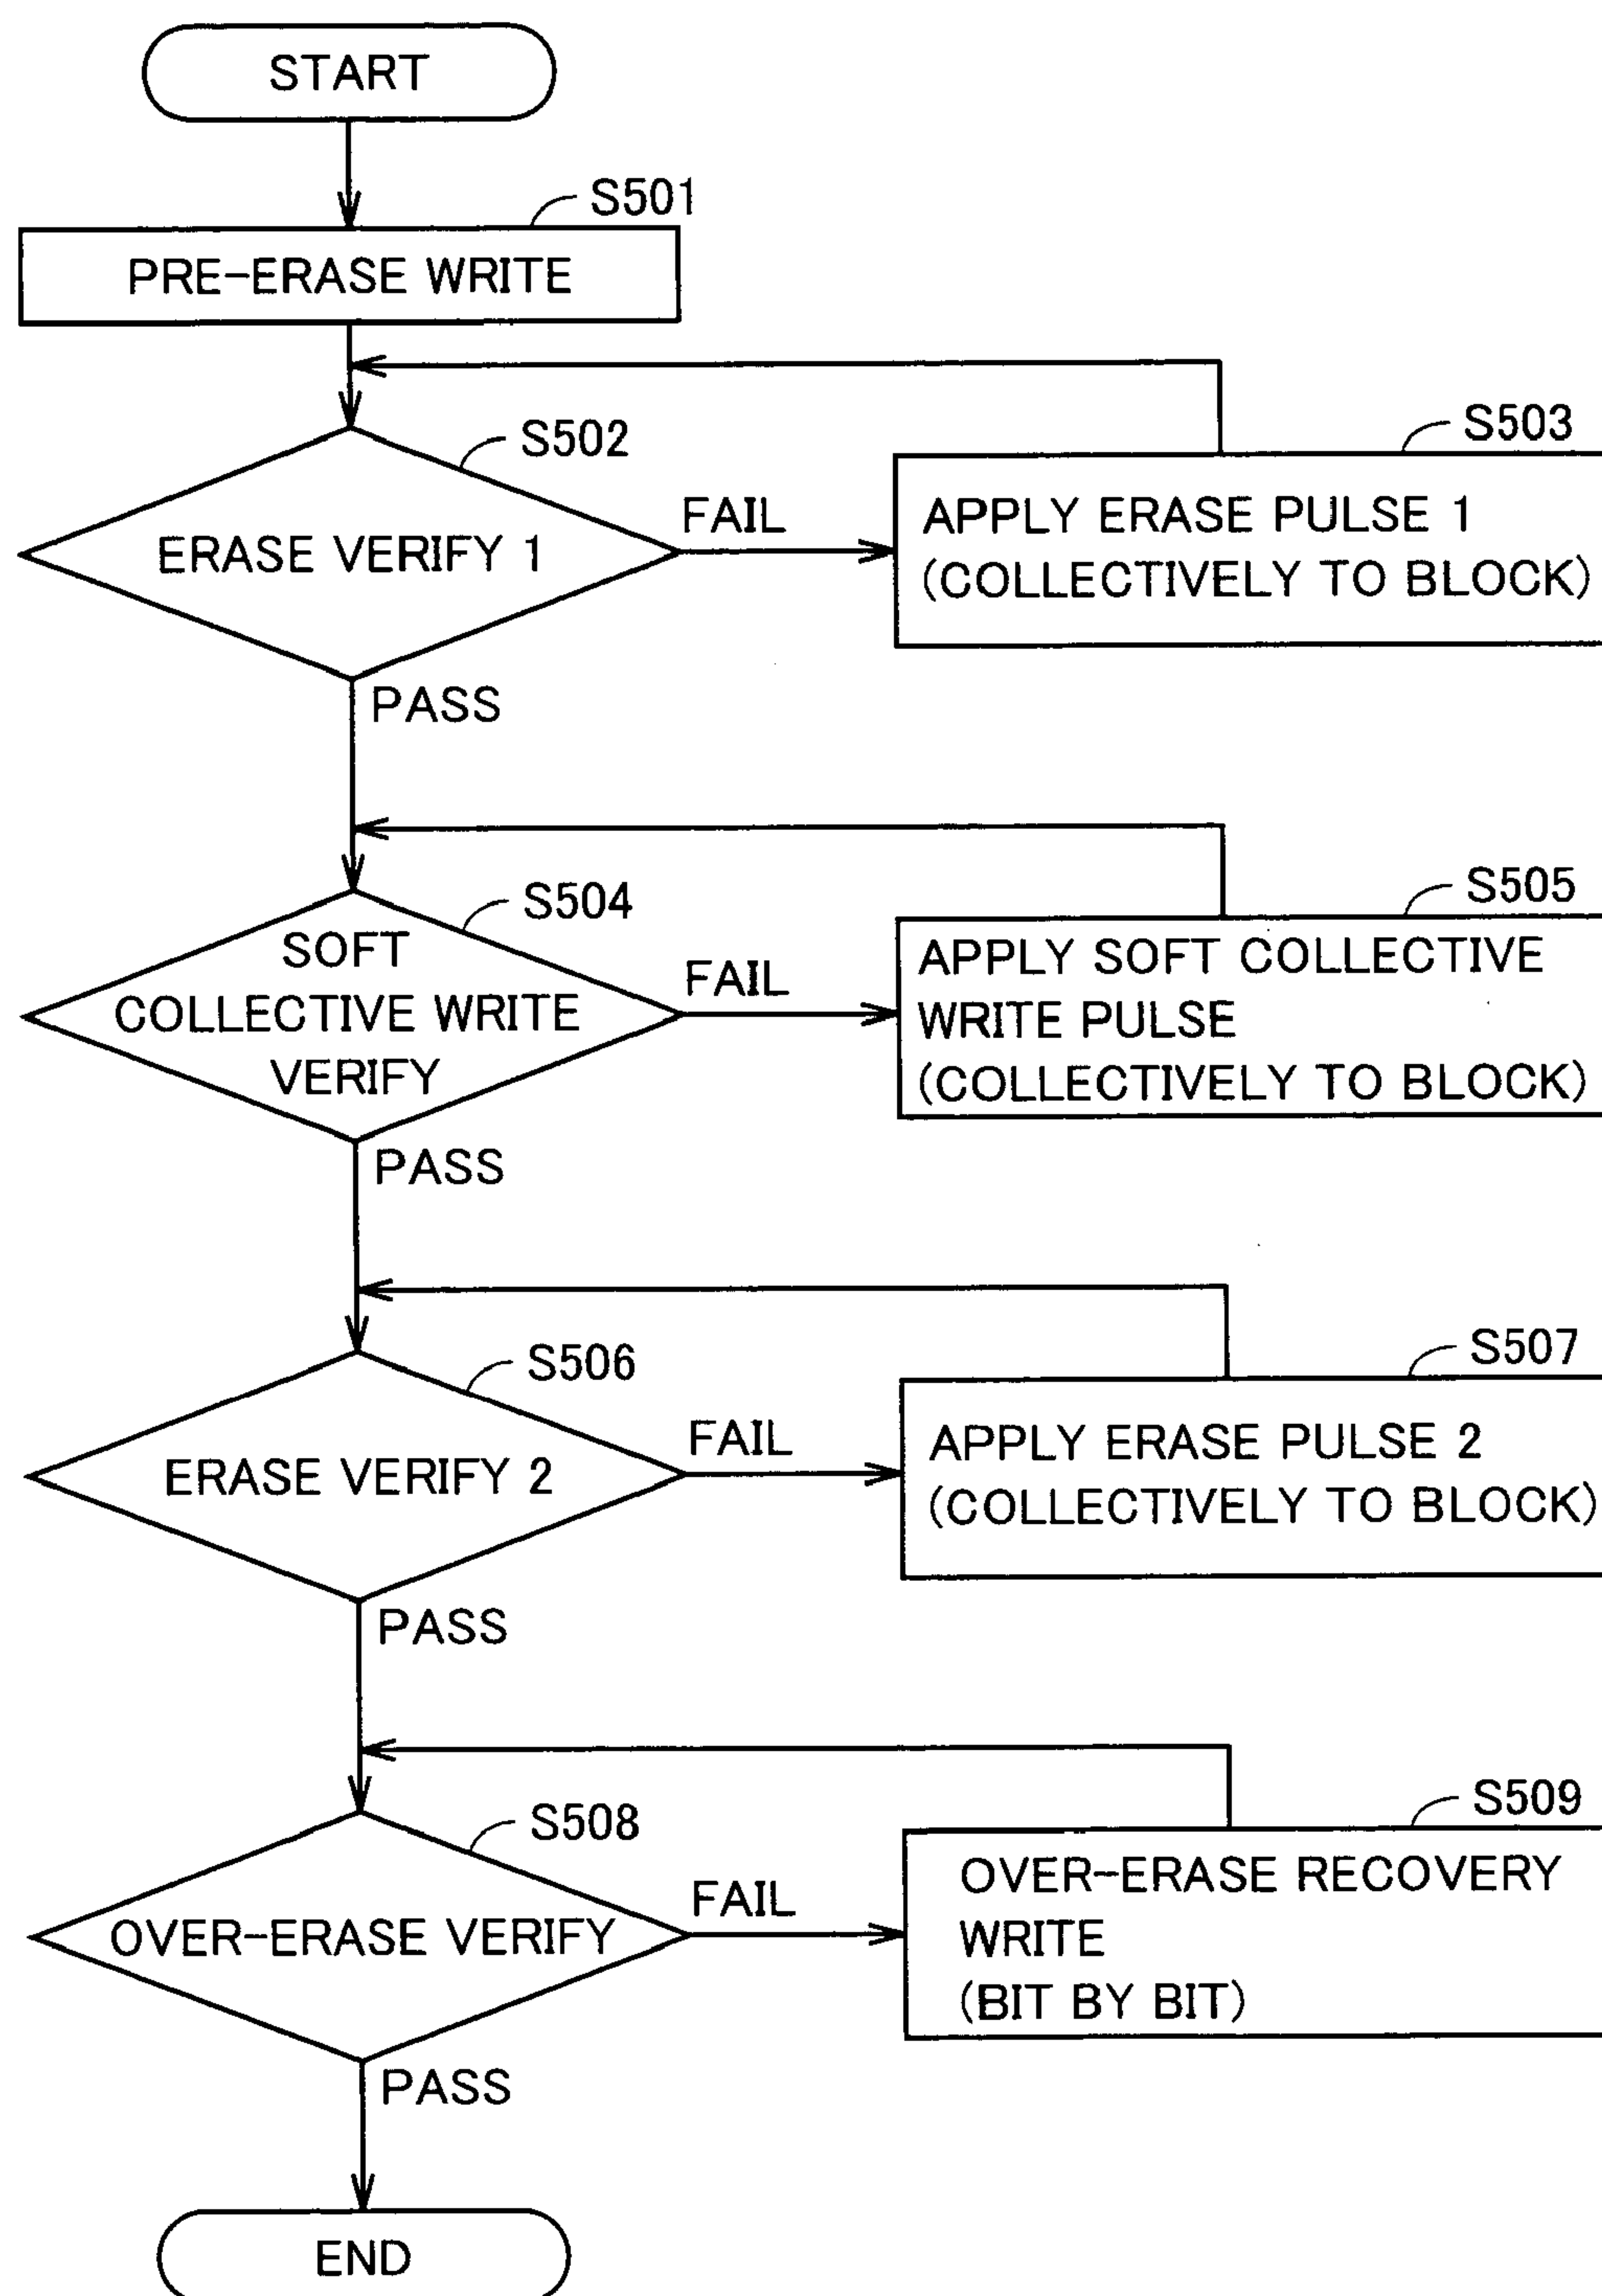 START
S501
PRE-ERASE WRITE
S502
ERASE VERIFY 1
FAIL
S503
APPLY ERASE PULSE 1
(COLLECTIVELY TO BLOCK)
PASS
S504
SOFT
COLLECTIVE WRITE
VERIFY
FAIL
S505
APPLY SOFT COLLECTIVE
WRITE PULSE
(COLLECTIVELY TO BLOCK)
PASS
S506
ERASE VERIFY 2
FAIL
S507
APPLY ERASE PULSE 2
(COLLECTIVELY TO BLOCK)
PASS
S508
OVER-ERASE VERIFY
FAIL
S509
OVER-ERASE RECOVERY
WRITE
(BIT BY BIT)
PASS
END